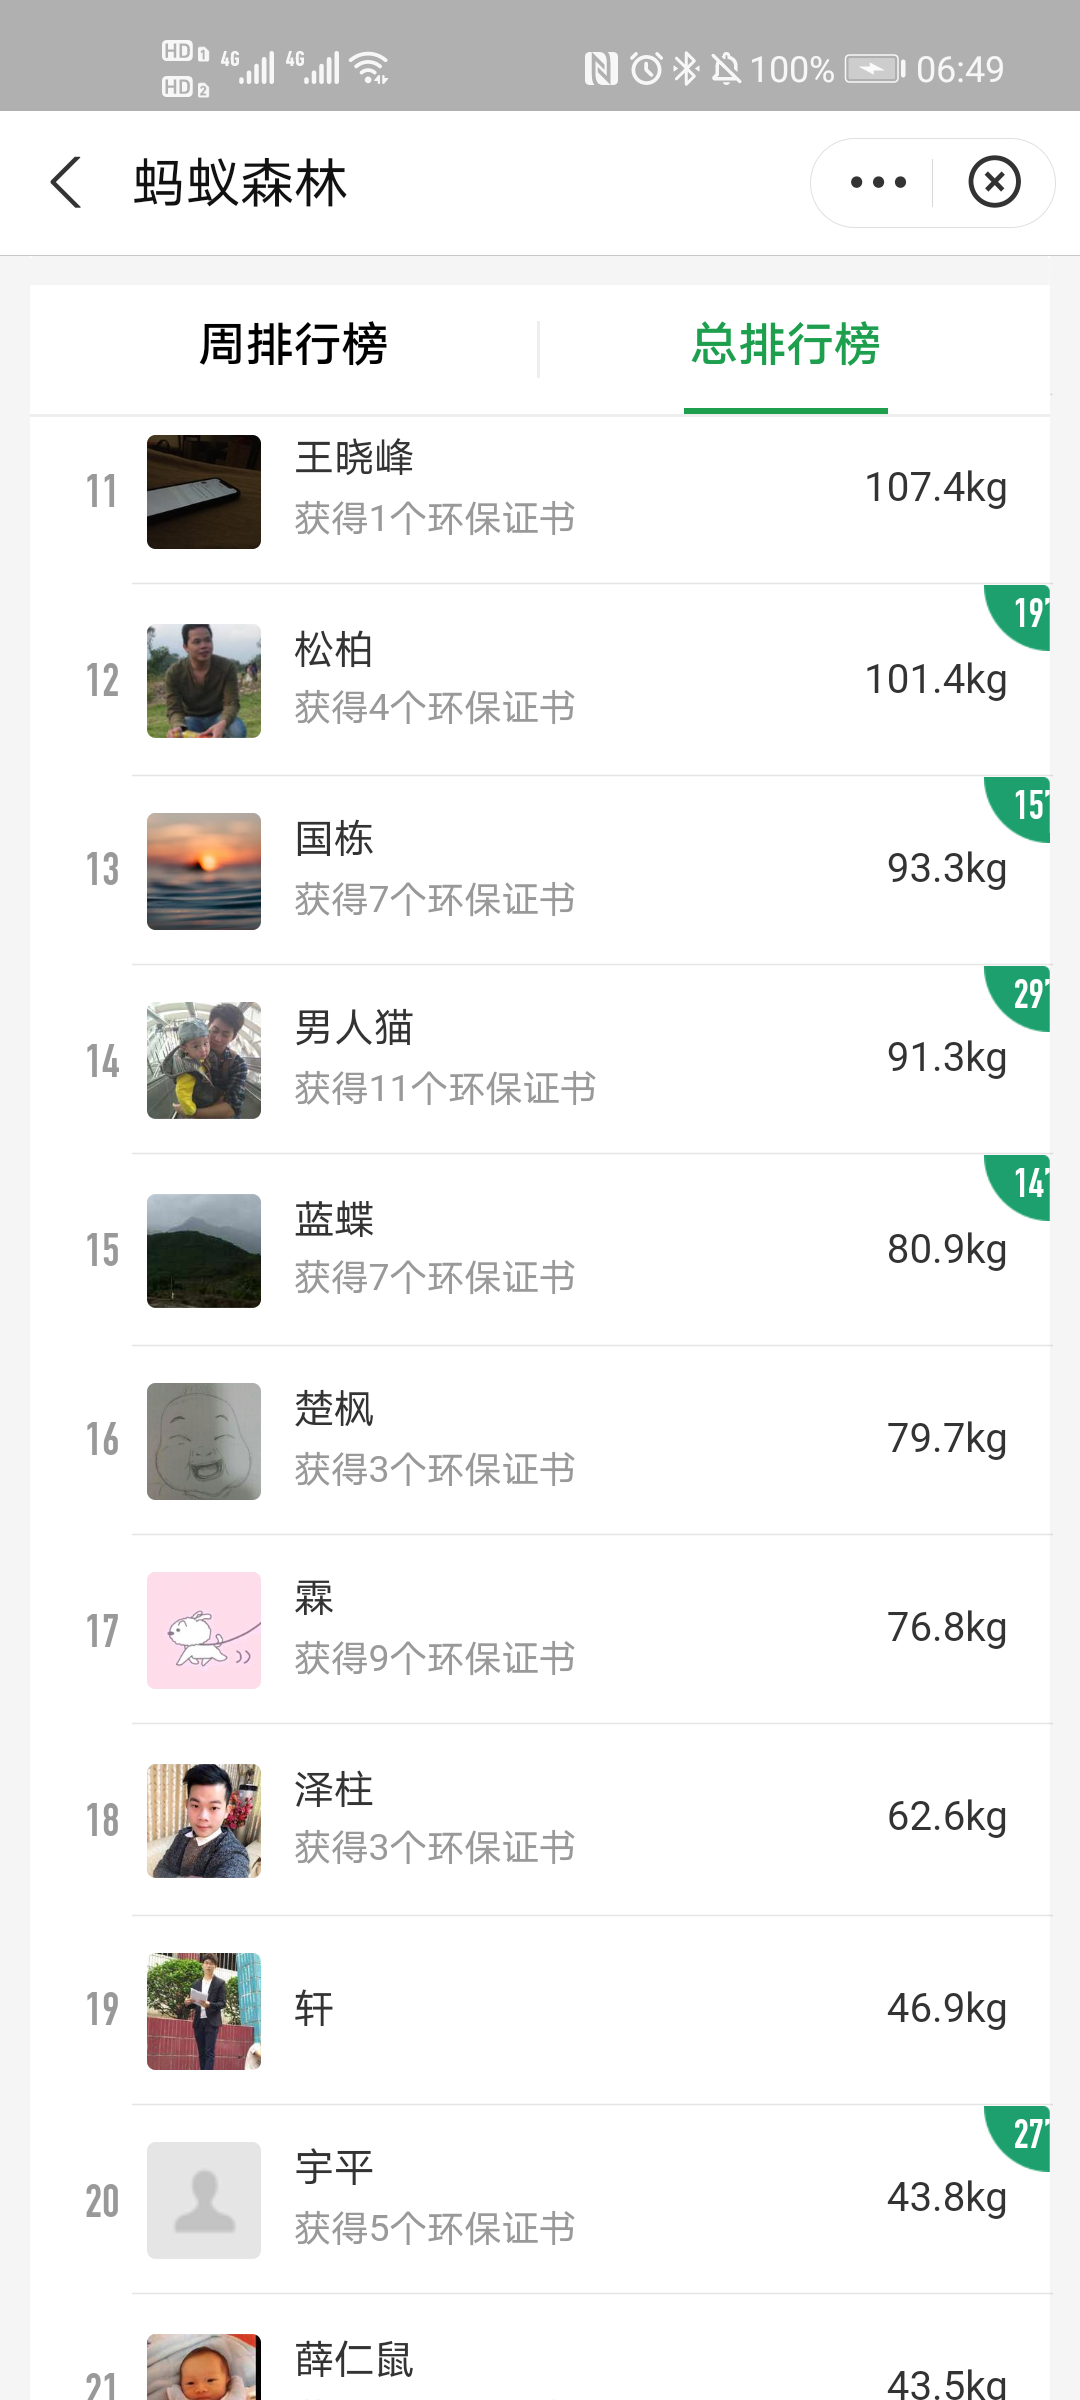 HD 1 4G 4G
HD 2
100% 06:49
蚂蚁森林
周排行榜 总排行榜
11 王晓峰 107.4kg
获得1个环保证书
19'
12 松柏 101.4kg
获得4个环保证书
15'
13 国栋 93.3kg
获得7个环保证书
29'
14 男人猫 91.3kg
获得11个环保证书
14'
15 蓝蝶 80.9kg
获得7个环保证书
16 楚枫 79.7kg
获得3个环保证书
17 霖 76.8kg
获得9个环保证书
18 泽柱 62.6kg
获得3个环保证书
19 轩 46.9kg
27'
20 宇平 43.8kg
获得5个环保证书
21 薛仁鼠 43.5kg